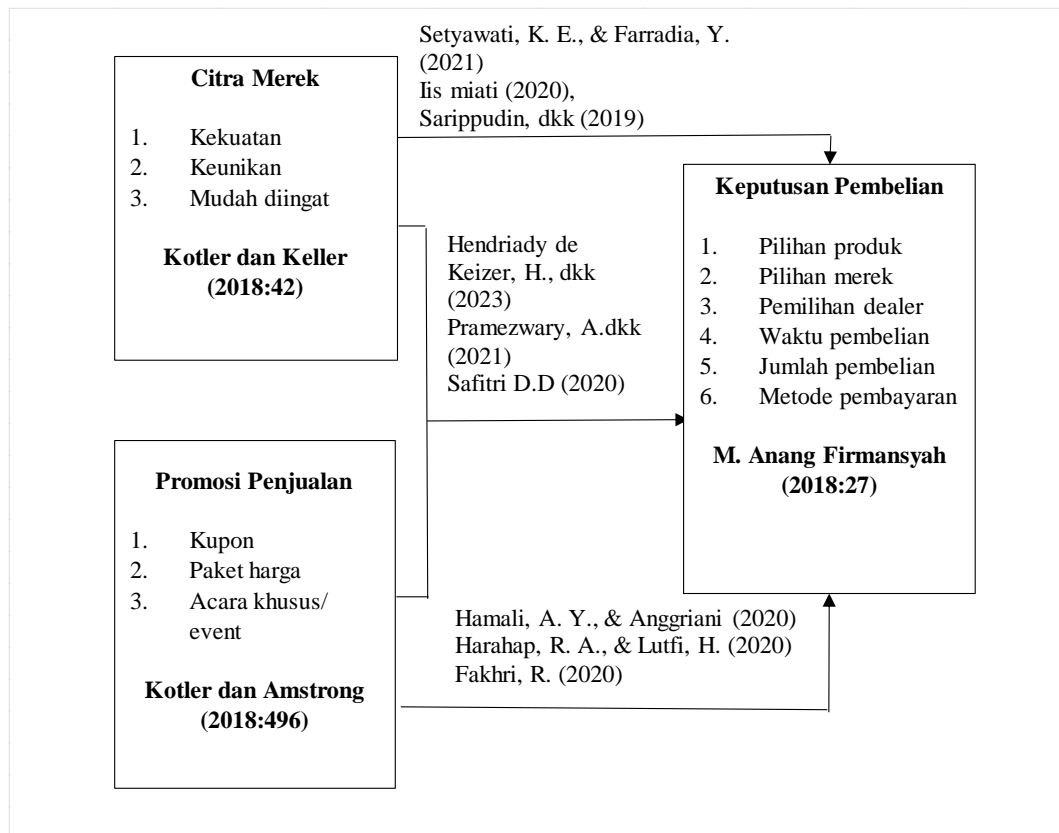 Setyawati, K. E., & Farradia, Y.
(2021)
Iis miati (2020),
Sarippudin, dkk (2019)
Citra Merek
1. Kekuatan
2. Keunikan
3. Mudah diingat
Kotler dan Keller
(2018:42)
Hendriady de
Keizer, H., dkk
(2023)
Pramezwary, A.dkk
(2021)
Safitri D.D (2020)
Keputusan Pembelian
1. Pilihan produk
2. Pilihan merek
3. Pemilihan dealer
4. Waktu pembelian
5. Jumlah pembelian
6. Metode pembayaran
M. Anang Firmansyah
(2018:27)
Promosi Penjualan
1. Kupon
2. Paket harga
3. Acara khusus/
event
Kotler dan Amstrong
(2018:496)
Hamali, A. Y., & Anggriani (2020)
Harahap, R. A., & Lutfi, H. (2020)
Fakhri, R. (2020)